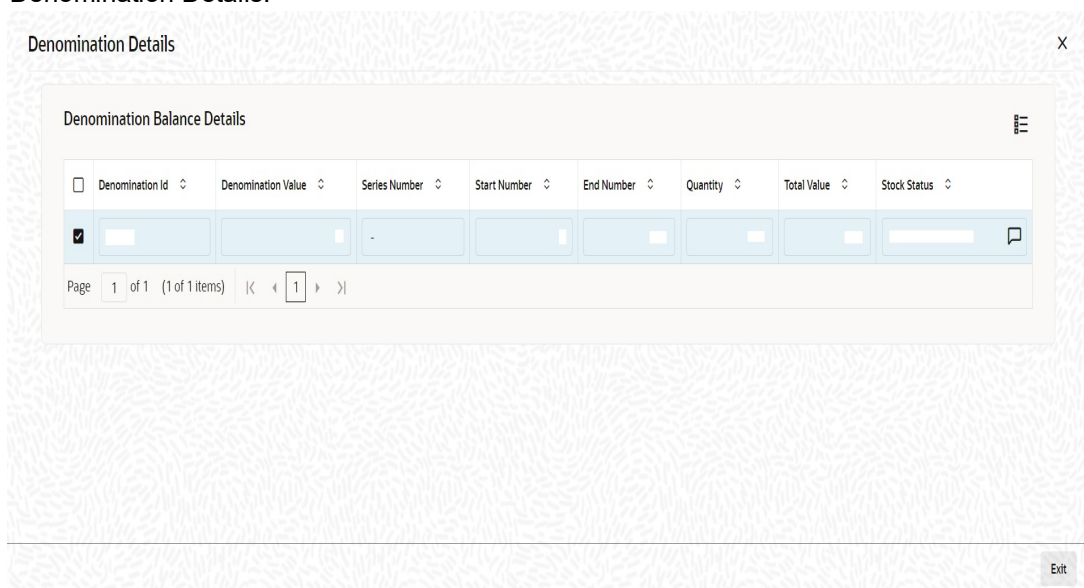 Denomination Details.
Denomination Details X
Denomination Balance Details
Denomination Id Denomination Value Series Number Start Number End Number Quantity Total Value Stock Status
-
Page 1 of 1 (1 of 1 items) 1
Exit